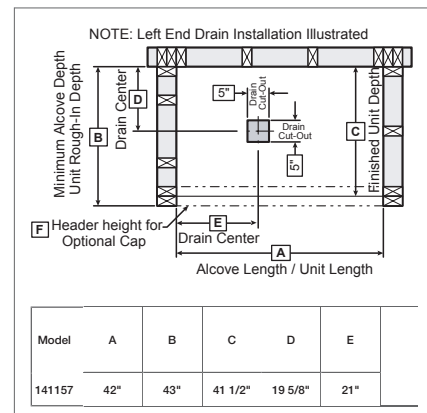 NOTE: Left End Drain Installation Illustrated
Minimum Alcove Depth
Unit Rough-In Depth
B
Drain Center
D
5"
Drain
Cut-Out
Drain
Cut-Out
5"
C
Finished Unit Depth
F Header height for
Optional Cap
E
Drain Center
A
Alcove Length / Unit Length
Model A B C D E
141157 42" 43" 41 1/2" 19 5/8" 21"